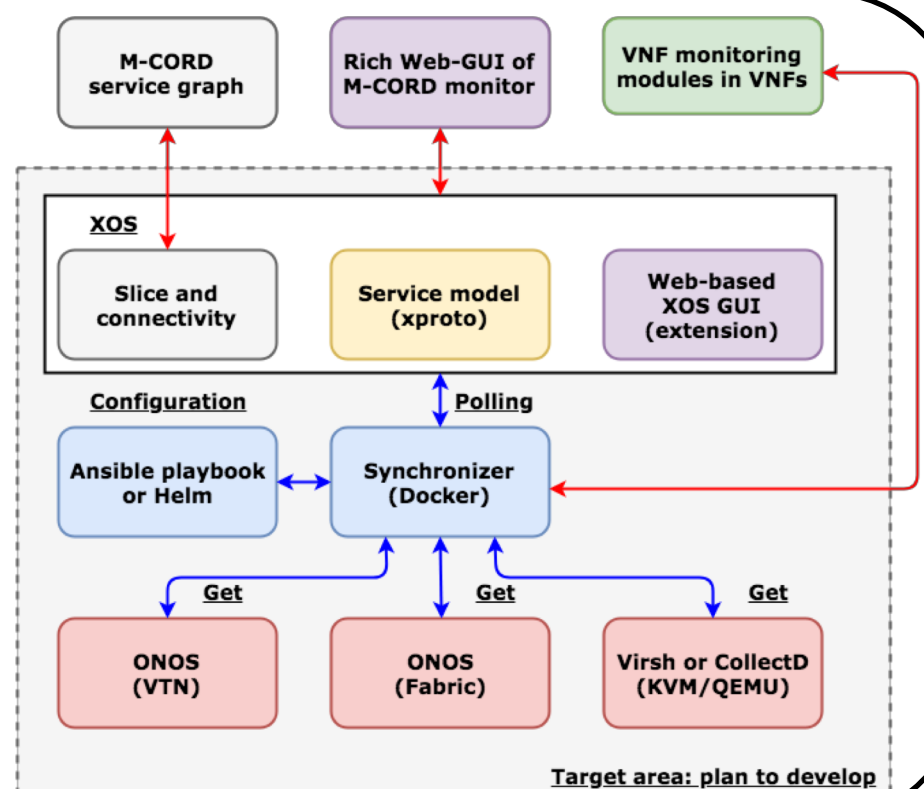 M-CORD
service graph
Rich Web-GUI of
M-CORD monitor
VNF monitoring
modules in VNFs
XOS
Slice and
connectivity
Service model
(xproto)
Web-based
XOS GUI
(extension)
Configuration
Polling
Ansible playbook
or Helm
Synchronizer
(Docker)
Get
Get
Get
ONOS
(VTN)
ONOS
(Fabric)
Virsh or CollectD
(KVM/QEMU)
Target area: plan to develop